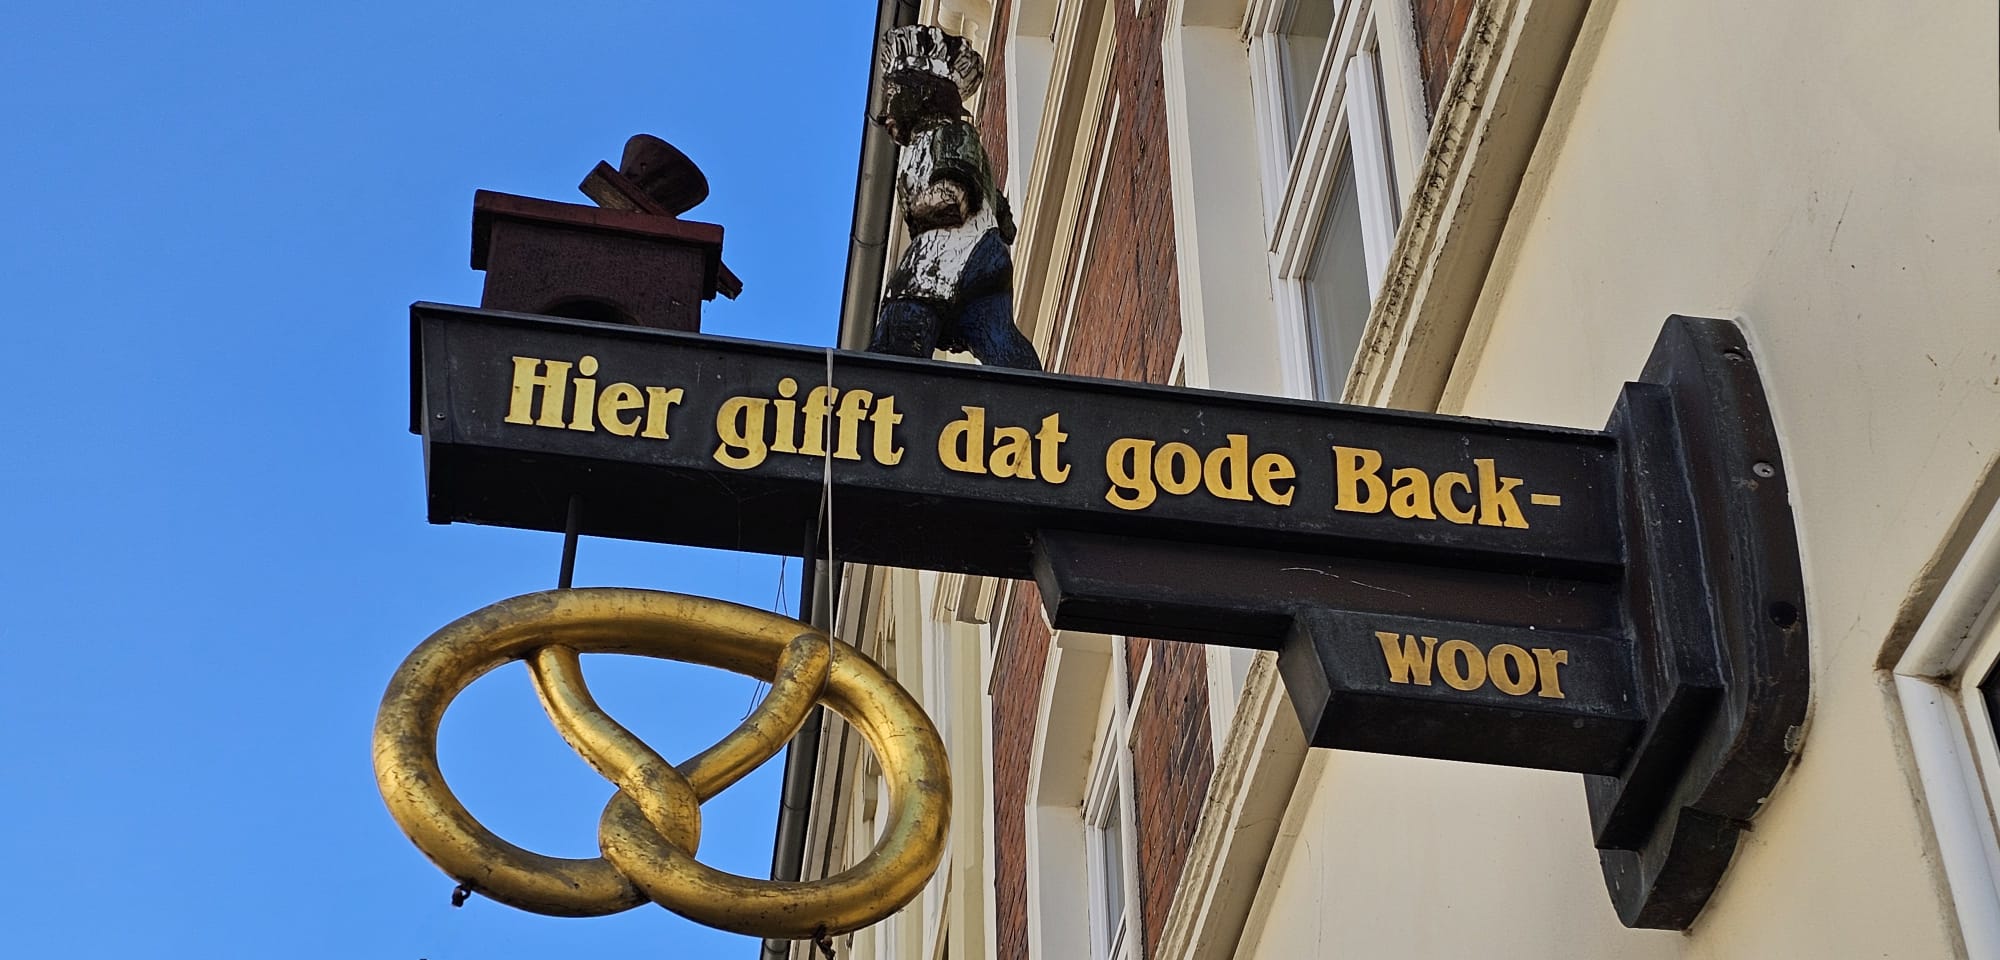 Hier gifft dat gode Back-
woor